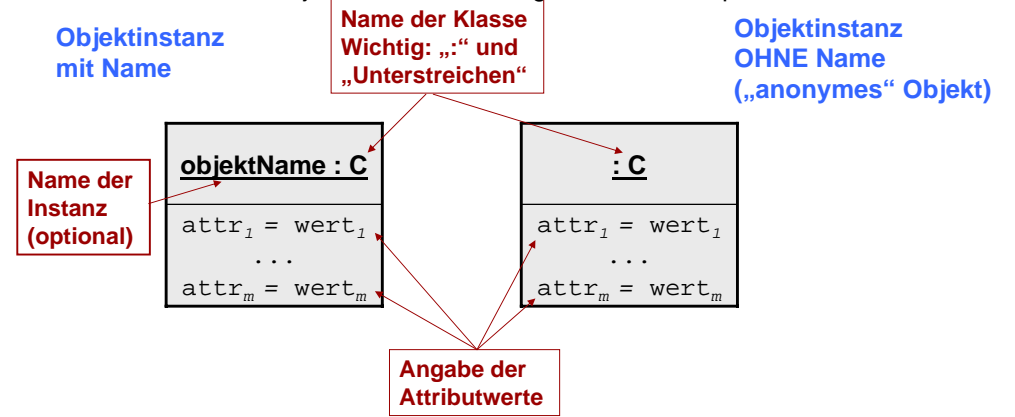 Name der Klasse
Wichtig: „:“ und
„Unterstreichen“
Objektinstanz
mit Name
Objektinstanz
OHNE Name
(„anonymes“ Objekt)
objektName : C
: C
Name der
Instanz
(optional)
attr1 = wert1
...
attrm = wertm
attr1 = wert1
...
attrm = wertm
Angabe der
Attributwerte